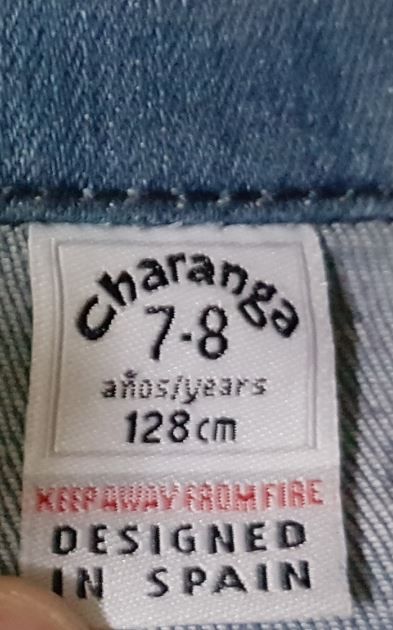 charanga
7-8
años/years
128cm
KEEP AWAY FROM FIRE
DESIGNED
IN SPAIN